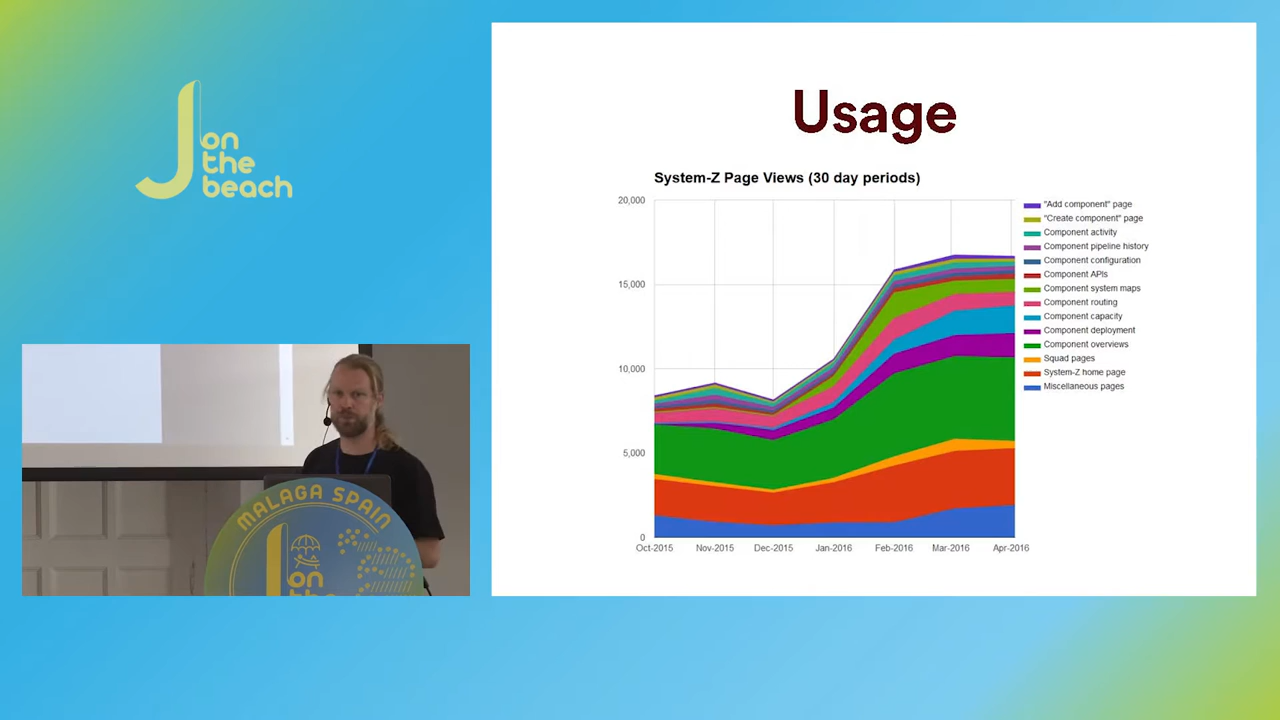 J on
the
beach
Usage
System-Z Page Views (30 day periods)
20,000
15,000
10,000
5,000
0
Oct-2015
Nov-2015
Dec-2015
Jan-2016
Feb-2016
Mar-2016
Apr-2016
"Add component" page
"Create component" page
Component activity
Component pipeline history
Component configuration
Component APIs
Component system maps
Component routing
Component capacity
Component deployment
Component overviews
Squad pages
System-Z home page
Miscellaneous pages
MALAGA SPAIN
J on
the